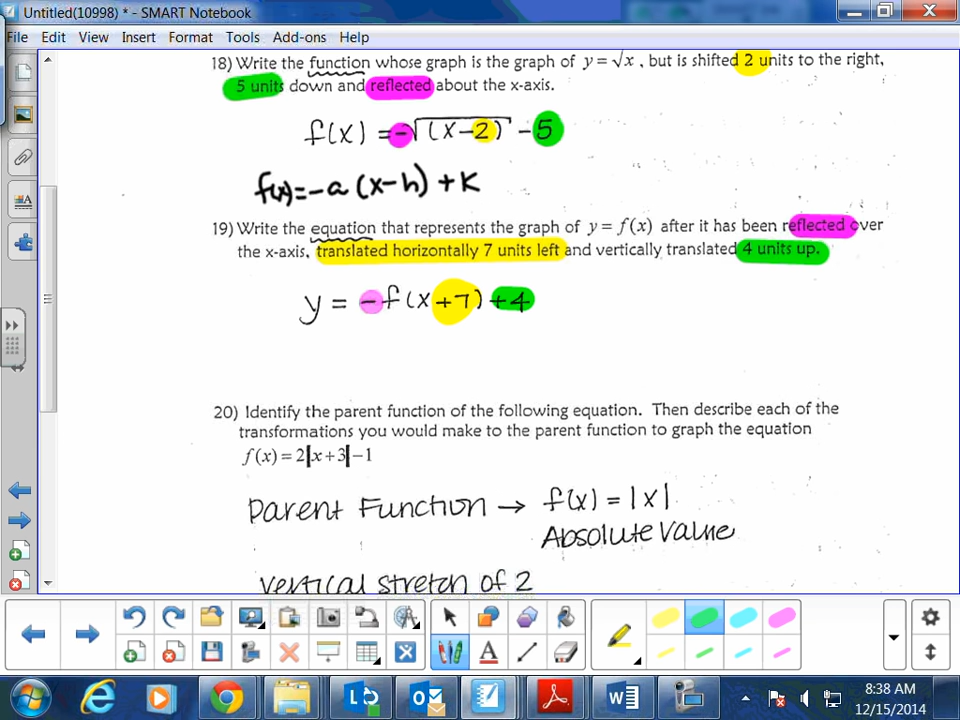 Untitled(10998) * - SMART Notebook
File Edit View Insert Format Tools Add-ons Help
18) Write the function whose graph is the graph of y = √x , but is shifted 2 units to the right,
5 units down and reflected about the x-axis.
f(x) = -√(x-2) - 5
f(x) = -a (x-h) + K
19) Write the equation that represents the graph of y = f(x) after it has been reflected over
the x-axis, translated horizontally 7 units left and vertically translated 4 units up.
y = -f(x+7) +4
20) Identify the parent function of the following equation. Then describe each of the
transformations you would make to the parent function to graph the equation
f(x) = 2|x+3|-1
Parent Function → f(x) = |x|
Absolute Value
Vertical stretch of 2
8:38 AM
12/15/2014